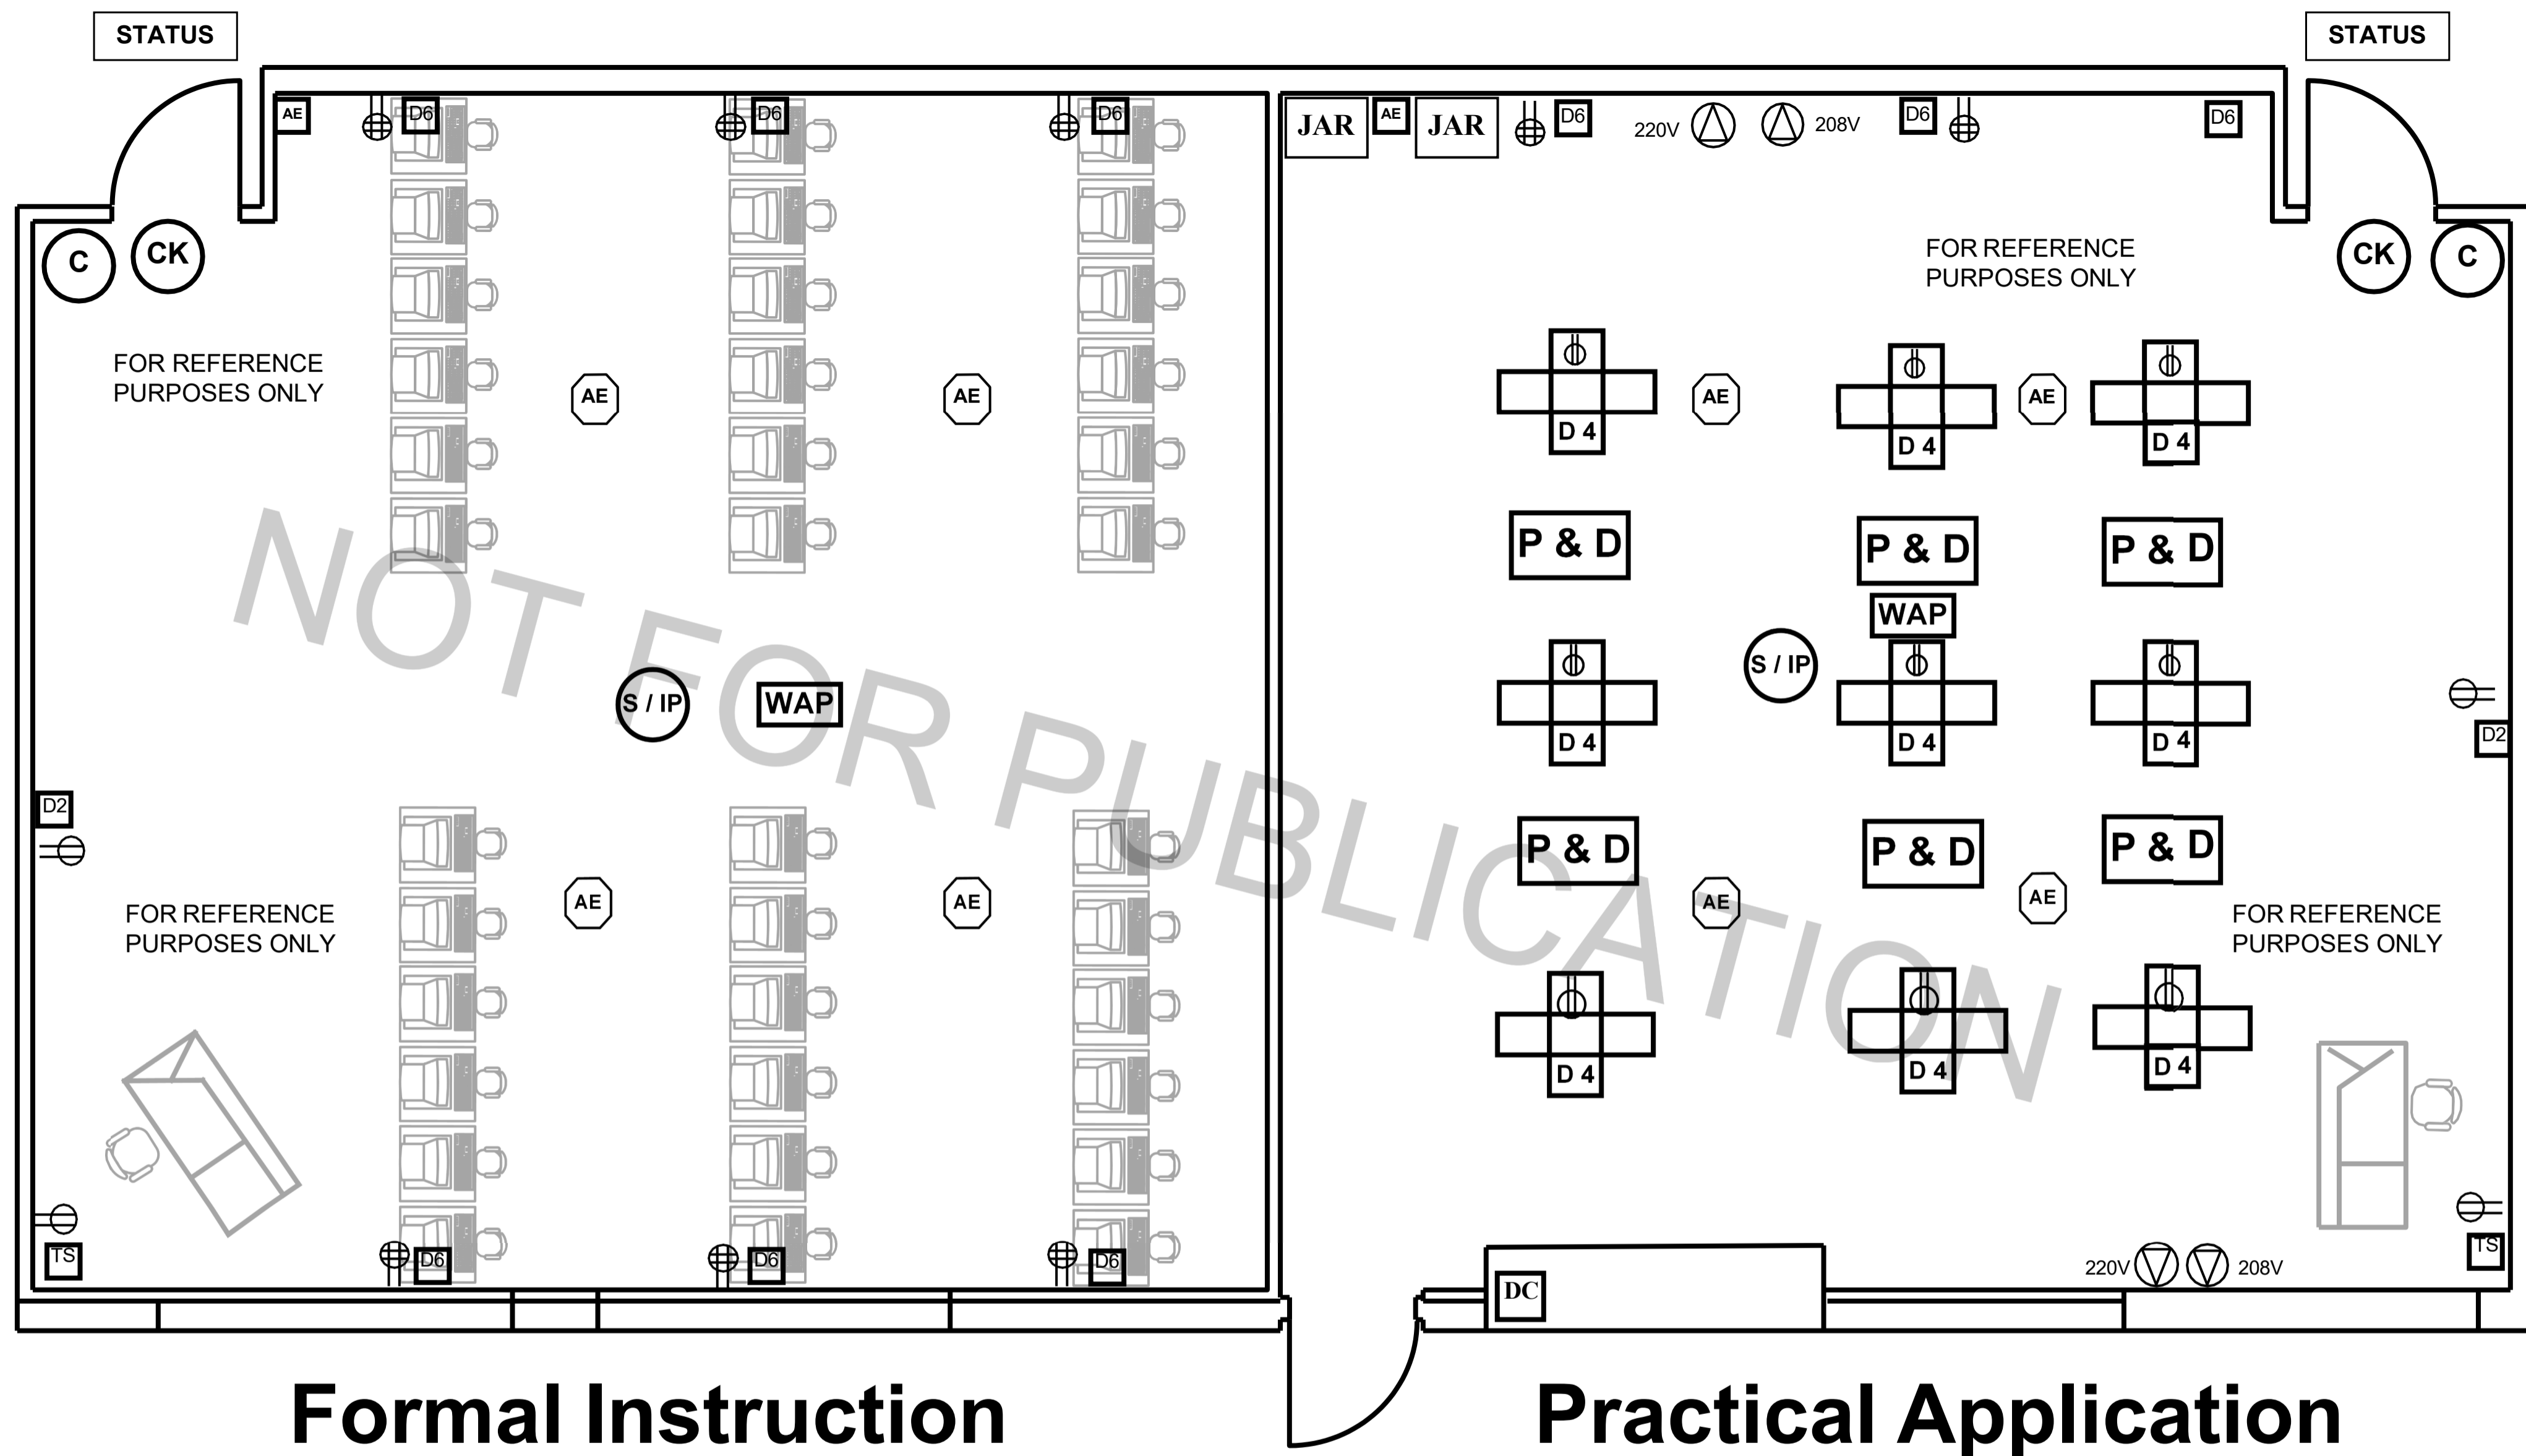 STATUS
STATUS
AE
D6
D6
D6
JAR
AE
JAR
D6
220V
208V
D6
D6
C
CK
FOR REFERENCE
PURPOSES ONLY
CK
C
FOR REFERENCE
PURPOSES ONLY
AE
AE
AE
AE
D 4
D 4
D 4
P & D
P & D
P & D
WAP
S / IP
WAP
S / IP
D 4
D 4
D 4
D2
D2
NOT FOR PUBLICATION
P & D
P & D
P & D
AE
AE
AE
AE
FOR REFERENCE
PURPOSES ONLY
FOR REFERENCE
PURPOSES ONLY
D 4
D 4
D 4
TS
D6
D6
D6
DC
220V
208V
TS
Formal Instruction
Practical Application